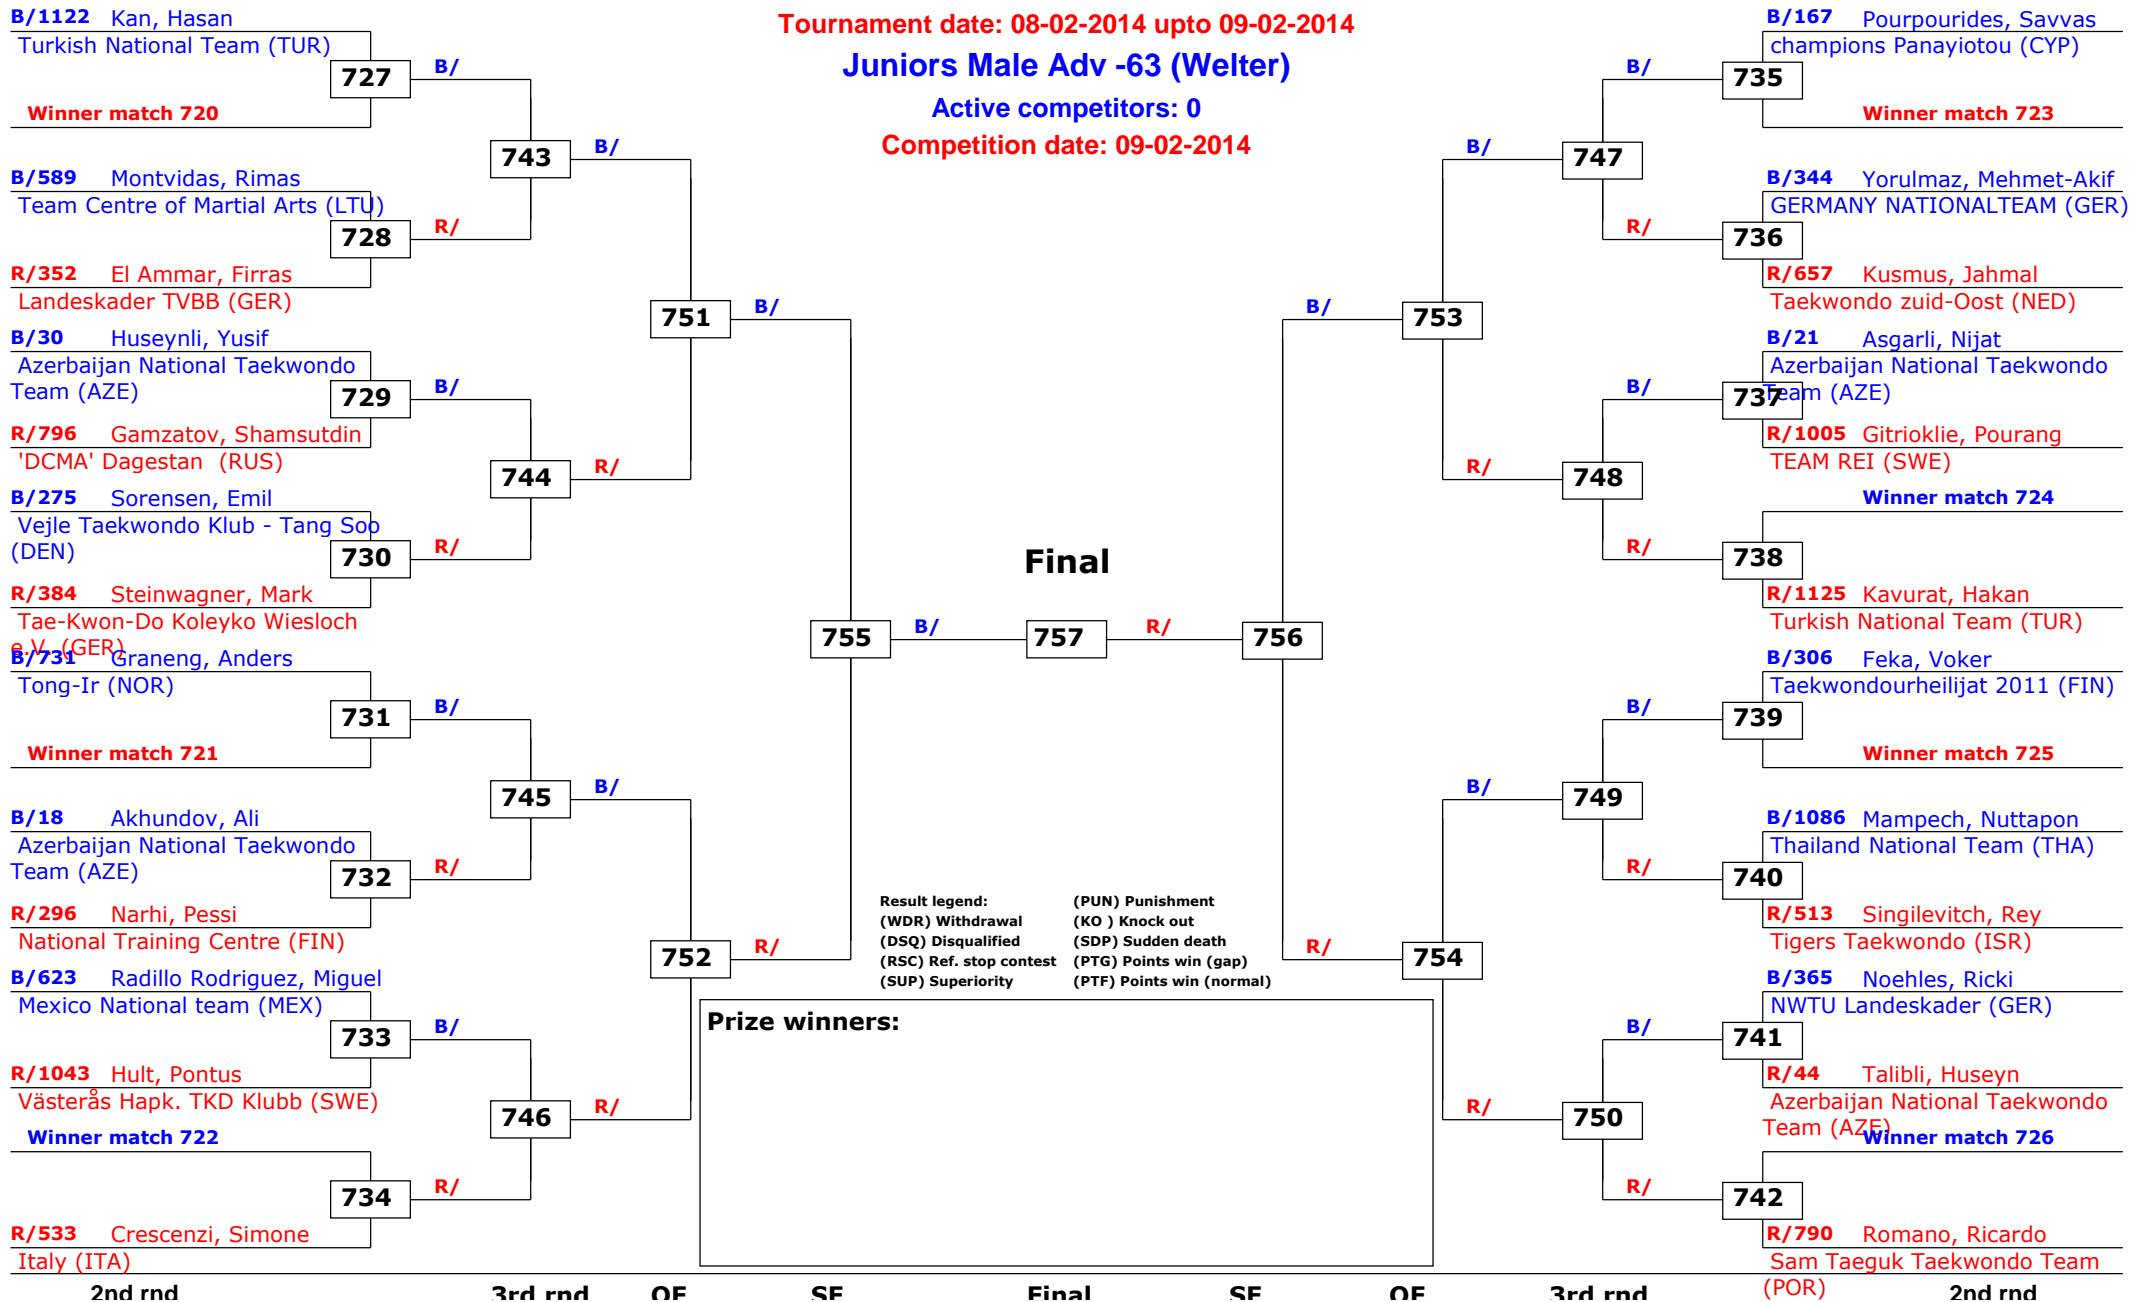 Tournament date: 08-02-2014 upto 09-02-2014
Juniors Male Adv -63 (Welter)
Active competitors: 0
Competition date: 09-02-2014
B/1122 Kan, Hasan
Turkish National Team (TUR)
727
B/
Winner match 720
743
B/
B/589 Montvidas, Rimas
Team Centre of Martial Arts (LTU)
728
R/
R/352 El Ammar, Firras
Landeskader TVBB (GER)
751
B/
B/30 Huseynli, Yusif
Azerbaijan National Taekwondo
Team (AZE)
729
B/
R/796 Gamzatov, Shamsutdin
'DCMA' Dagestan (RUS)
744
R/
B/275 Sorensen, Emil
Vejle Taekwondo Klub - Tang Soo
(DEN)
730
R/
R/384 Steinwagner, Mark
Tae-Kwon-Do Koleyko Wiesloch
e.V. (GER)
755
B/
B/731 Graneng, Anders
Tong-Ir (NOR)
731
B/
Winner match 721
745
B/
B/18 Akhundov, Ali
Azerbaijan National Taekwondo
Team (AZE)
732
R/
R/296 Narhi, Pessi
National Training Centre (FIN)
752
R/
B/623 Radillo Rodriguez, Miguel
Mexico National team (MEX)
733
B/
R/1043 Hult, Pontus
Västerås Hapk. TKD Klubb (SWE)
746
R/
Winner match 722
734
R/
R/533 Crescenzi, Simone
Italy (ITA)
Final
757
R/
756
B/167 Pourpourides, Savvas
champions Panayiotou (CYP)
B/
735
Winner match 723
B/
747
B/344 Yorulmaz, Mehmet-Akif
GERMANY NATIONALTEAM (GER)
R/
736
R/657 Kusmus, Jahmal
Taekwondo zuid-Oost (NED)
B/
753
B/21 Asgarli, Nijat
Azerbaijan National Taekwondo
Team (AZE)
B/
737
R/1005 Gitrioklie, Pourang
TEAM REI (SWE)
R/
748
Winner match 724
R/
738
R/1125 Kavurat, Hakan
Turkish National Team (TUR)
B/306 Feka, Voker
Taekwondourheilijat 2011 (FIN)
B/
739
Winner match 725
B/
749
B/1086 Mampech, Nuttapon
Thailand National Team (THA)
R/
740
R/513 Singilevitch, Rey
Tigers Taekwondo (ISR)
R/
754
B/365 Noehles, Ricki
NWTU Landeskader (GER)
B/
741
R/44 Talibli, Huseyn
Azerbaijan National Taekwondo
Team (AZE)
R/
750
Winner match 726
R/
742
R/790 Romano, Ricardo
Sam Taeguk Taekwondo Team
(POR)
Result legend: (PUN) Punishment
(WDR) Withdrawal (KO ) Knock out
(DSQ) Disqualified (SDP) Sudden death
(RSC) Ref. stop contest (PTG) Points win (gap)
(SUP) Superiority (PTF) Points win (normal)
Prize winners:
2nd rnd 3rd rnd QF SF Final SF QF 3rd rnd 2nd rnd